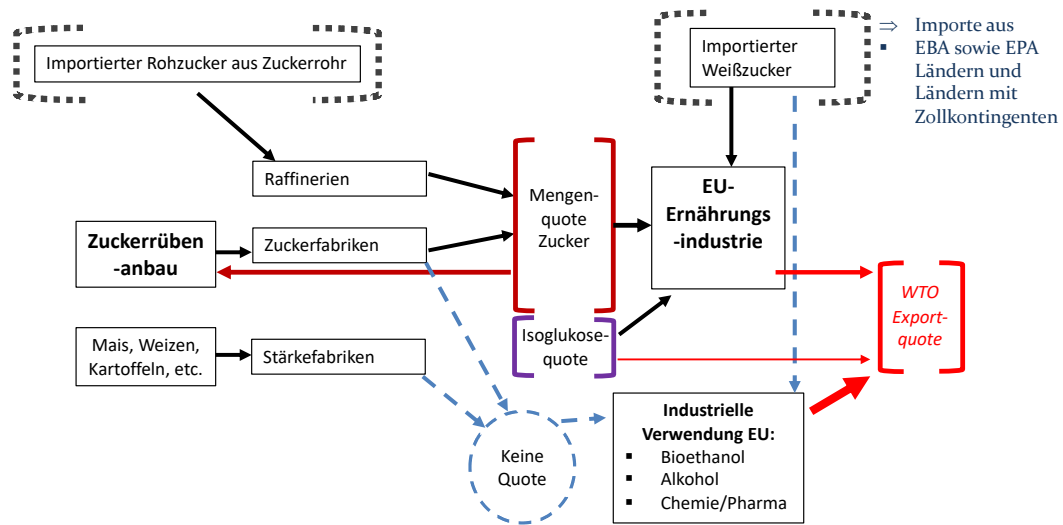 Importierter Rohzucker aus Zuckerrohr
Importierter
Weißzucker
⇒ Importe aus
▪ EBA sowie EPA
Ländern und
Ländern mit
Zollkontingenten
Raffinerien
Mengen-
quote
Zucker
EU-
Ernährungs
-industrie
Zuckerrüben
-anbau
Zuckerfabriken
WTO
Export-
quote
Isoglukose-
quote
Mais, Weizen,
Kartoffeln, etc.
Stärkefabriken
Keine
Quote
Industrielle
Verwendung EU:
▪ Bioethanol
▪ Alkohol
▪ Chemie/Pharma